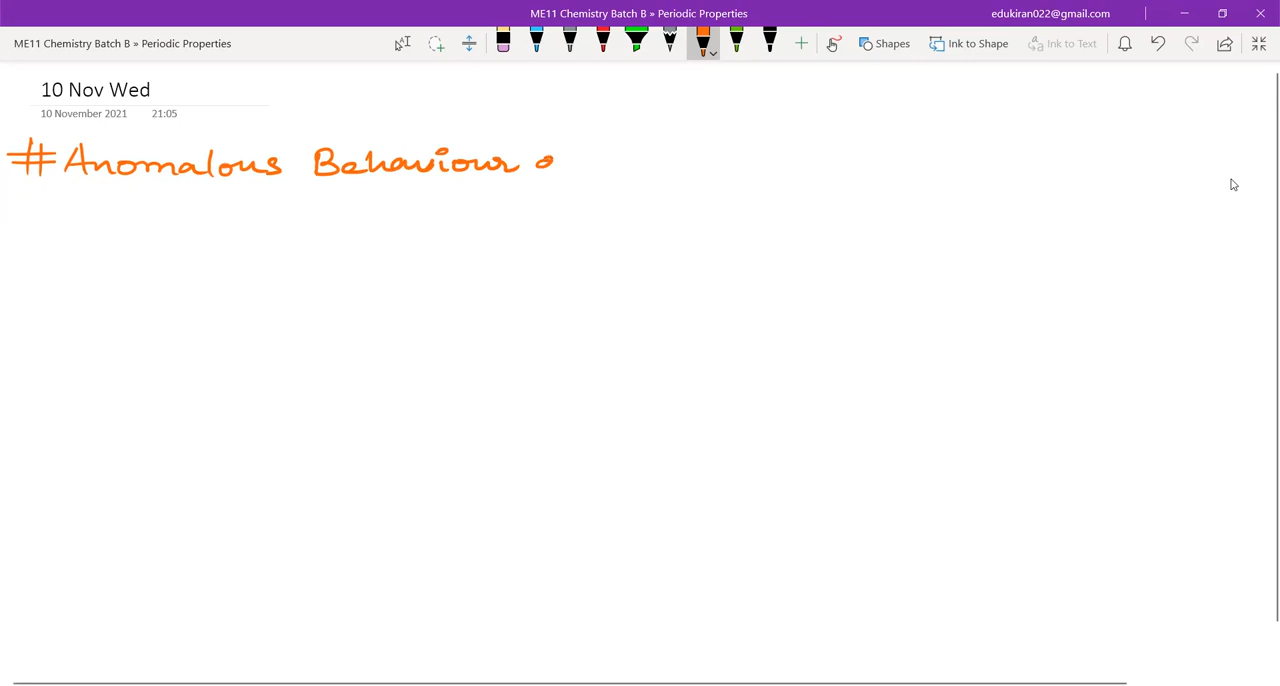 ME11 Chemistry Batch B » Periodic Properties
edukiran022@gmail.com
ME11 Chemistry Batch B » Periodic Properties
Shapes
Ink to Shape
Ink to Text
10 Nov Wed
10 November 2021 21:05
#Anomalous Behaviour o